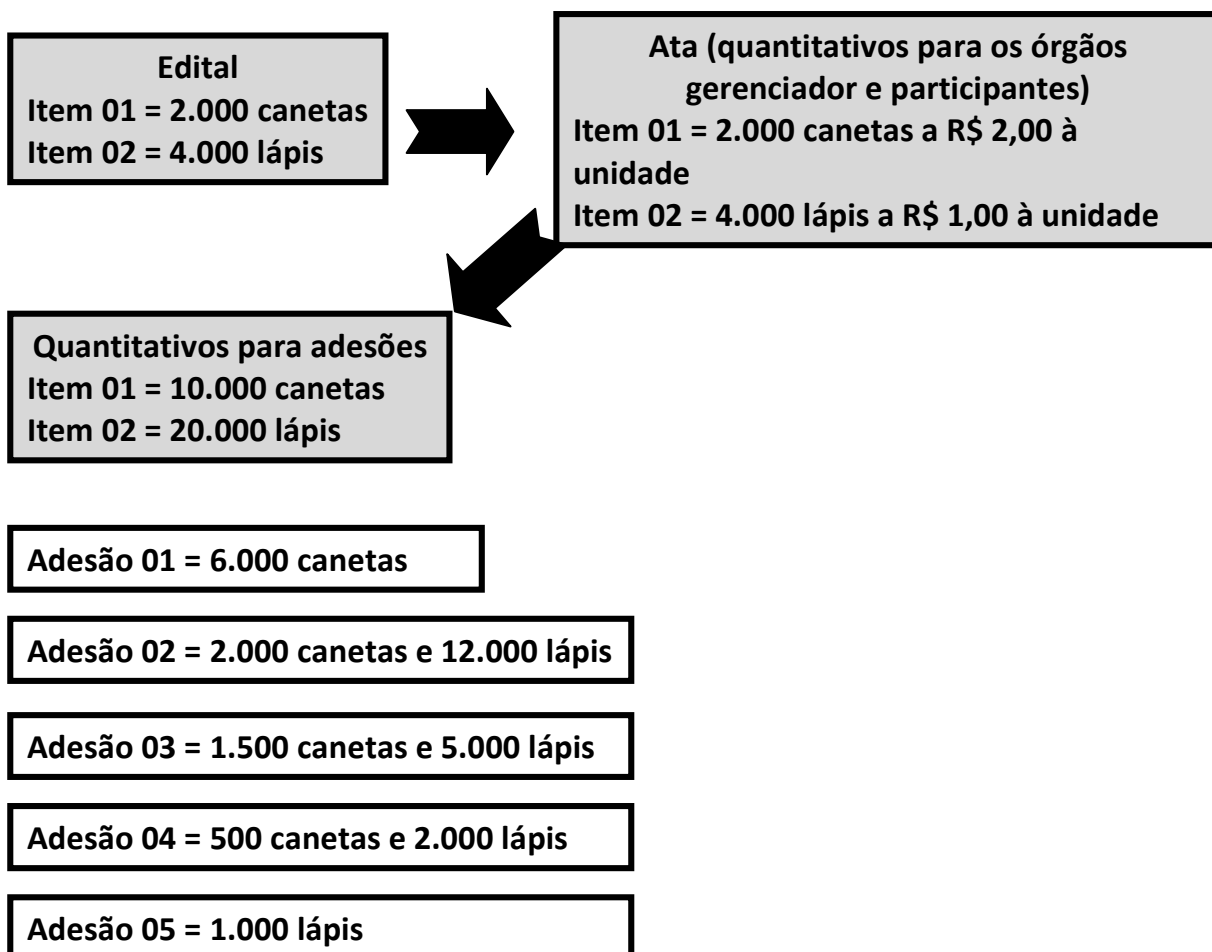 Edital
Item 01 = 2.000 canetas
Item 02 = 4.000 lápis
Ata (quantitativos para os órgãos
gerenciador e participantes)
Item 01 = 2.000 canetas a R$ 2,00 à
unidade
Item 02 = 4.000 lápis a R$ 1,00 à unidade
Quantitativos para adesões
Item 01 = 10.000 canetas
Item 02 = 20.000 lápis
Adesão 01 = 6.000 canetas
Adesão 02 = 2.000 canetas e 12.000 lápis
Adesão 03 = 1.500 canetas e 5.000 lápis
Adesão 04 = 500 canetas e 2.000 lápis
Adesão 05 = 1.000 lápis